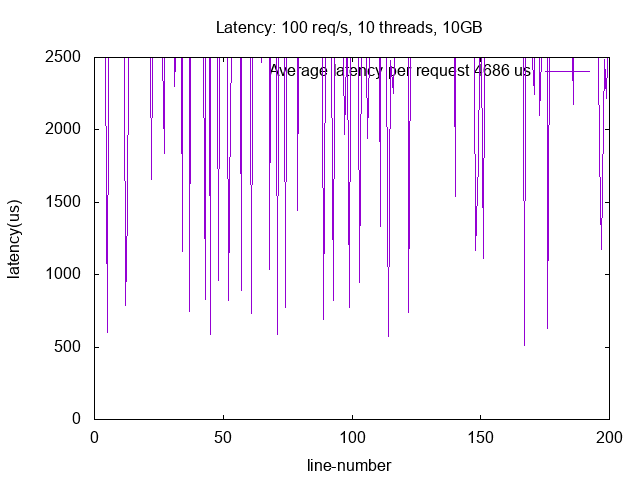 Latency: 100 req/s, 10 threads, 10GB
Average latency per request 4686 us
2500
2000
1500
1000
500
0
latency(us)
0 50 100 150 200
line-number